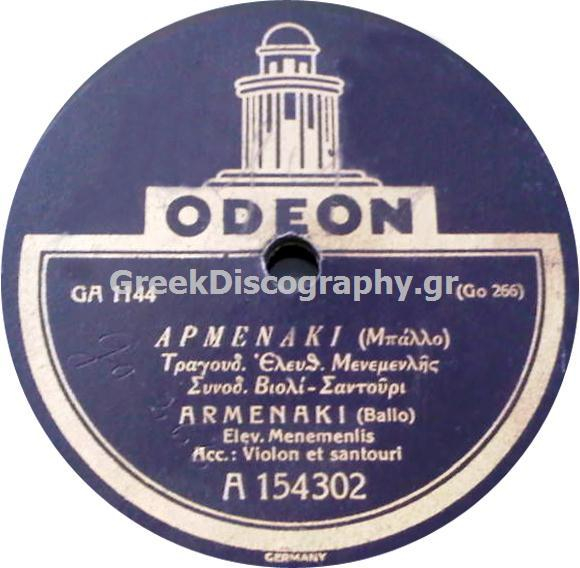 ODEON
GreekDiscography.gr
GA 1144 (Go 266)
ΑΡΜΕΝΑΚΙ (Μπάλλο)
Τραγουδ. Ἐλευθ. Μενεμενλῆς
Συνοδ. Βιολί-Σαντοῦρι
ARMENAKI (Ballo)
Elev. Menemenlis
Acc.: Violon et santouri
A 154302
GERMANY